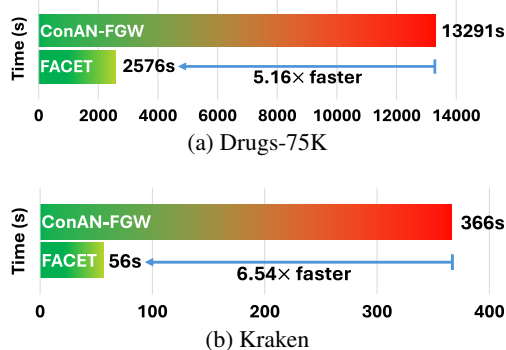 Time (s)
ConAN-FGW
13291s
FACET
2576s
5.16× faster
0 2000 4000 6000 8000 10000 12000 14000
(a) Drugs-75K
Time (s)
ConAN-FGW
366s
FACET
56s
6.54× faster
0 100 200 300 400
(b) Kraken